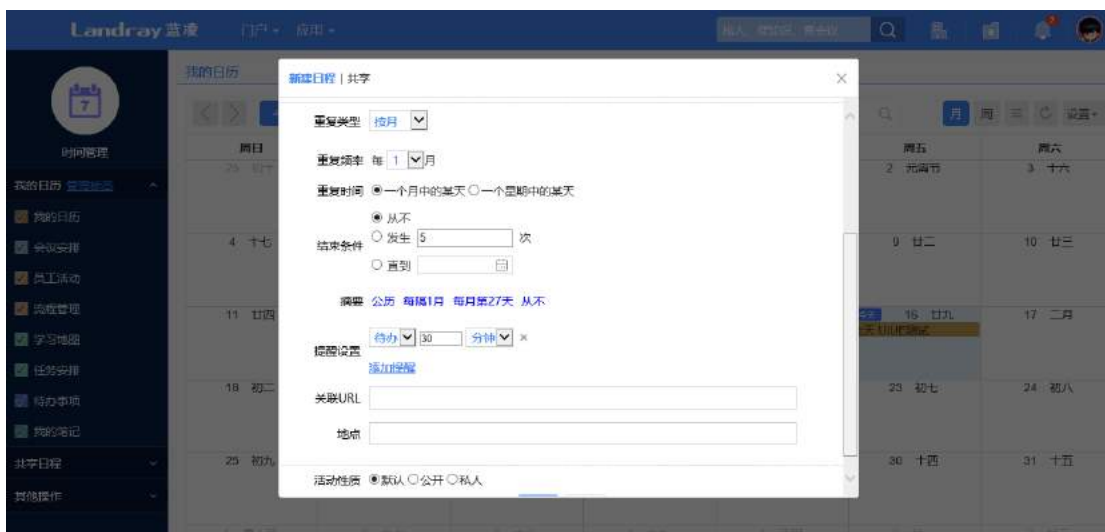 Landray 蓝凌
门户
应用
2
我的日历
时间管理
我的日历
我的日历
会议安排
员工活动
流程管理
学习地图
任务安排
待办事项
我的笔记
共享日程
其他操作
月 周 设置
周日 周五 周六
2 元宵节 3 十六
4 十七 9 廿二 10 廿三
11 廿四 16 廿九 17 二月
18 初二 23 初七 24 初八
25 初九 30 十四 31 十五
新建日程 | 共享
重复类型 按月
重复频率 每 1 月
重复时间 一个月中的某天 一个星期中的某天
从不
结束条件 发生 5 次
直到
摘要 公历 每隔1月 每月第27天 从不
提醒设置 待办 30 分钟 ×
添加提醒
关联URL
地点
活动性质 默认 公开 私人